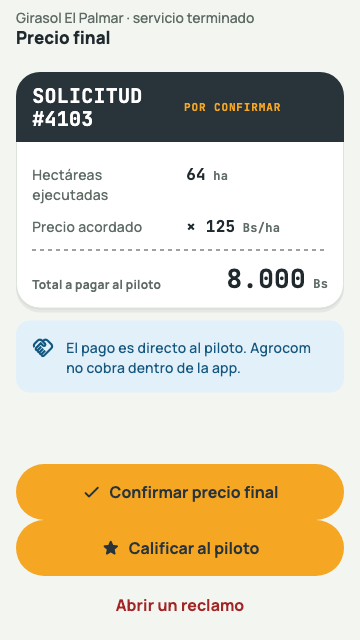 Girasol El Palmar · servicio terminado
Precio final
SOLICITUD
#4103
POR CONFIRMAR
Hectáreas
ejecutadas
64 ha
Precio acordado
× 125 Bs/ha
Total a pagar al piloto
8.000 Bs
El pago es directo al piloto. Agrocom
no cobra dentro de la app.
Confirmar precio final
Calificar al piloto
Abrir un reclamo